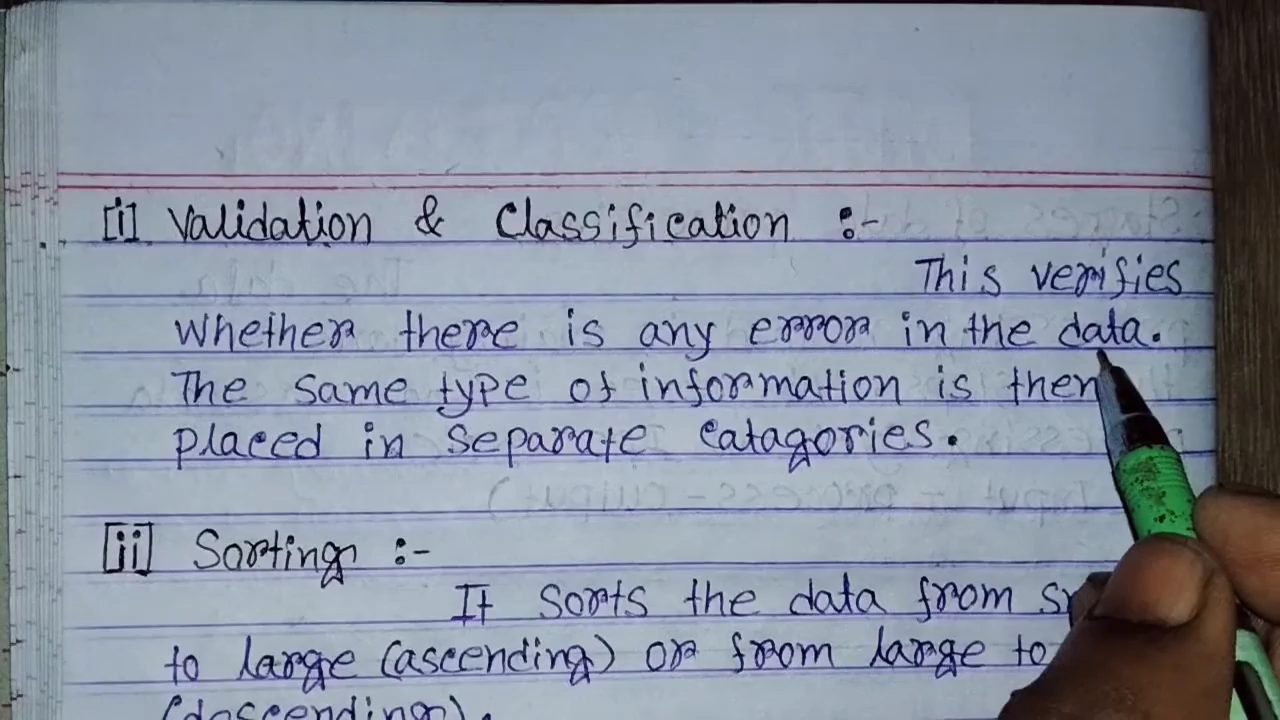 [i] Validation & Classification :-
This verifies
whether there is any error in the data.
The same type of information is then
placed in separate catagories.
[ii] Sorting :-
It sorts the data from
to large (ascending) or from large to
(descending).